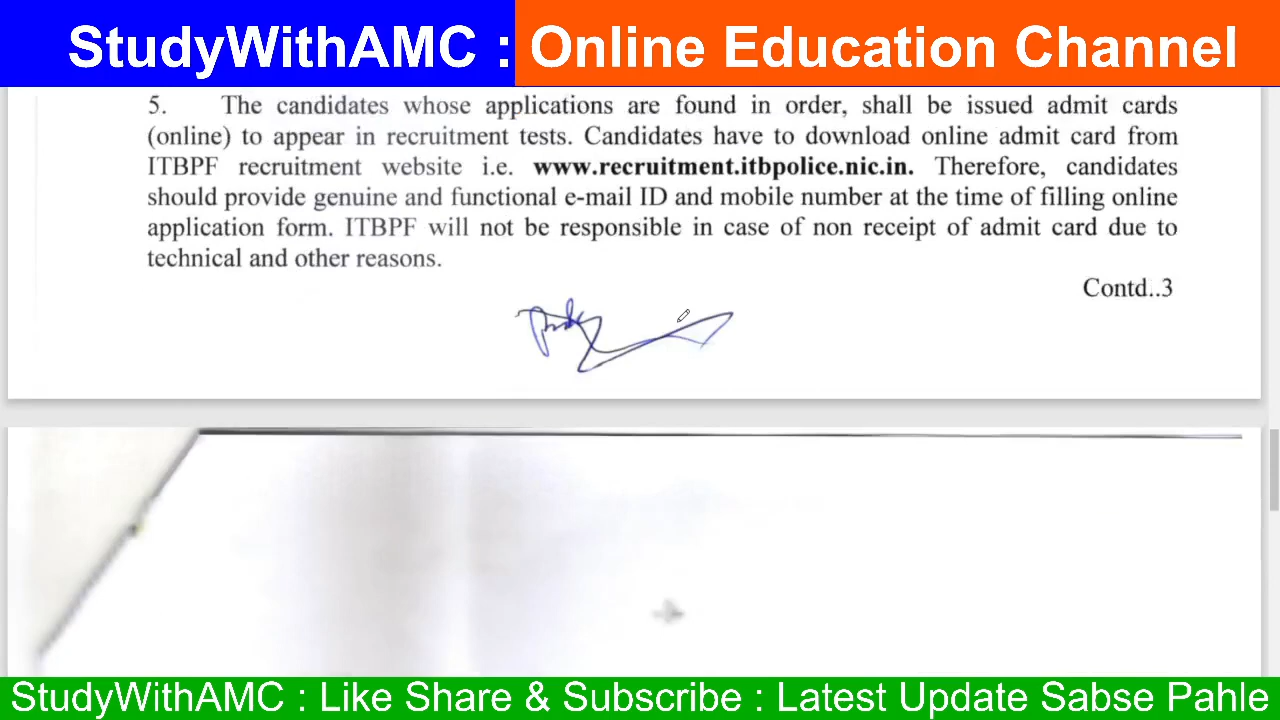 StudyWithAMC : Online Education Channel
5. The candidates whose applications are found in order, shall be issued admit cards
(online) to appear in recruitment tests. Candidates have to download online admit card from
ITBPF recruitment website i.e. www.recruitment.itbpolice.nic.in. Therefore, candidates
should provide genuine and functional e-mail ID and mobile number at the time of filling online
application form. ITBPF will not be responsible in case of non receipt of admit card due to
technical and other reasons.
Contd..3
StudyWithAMC : Like Share & Subscribe : Latest Update Sabse Pahle